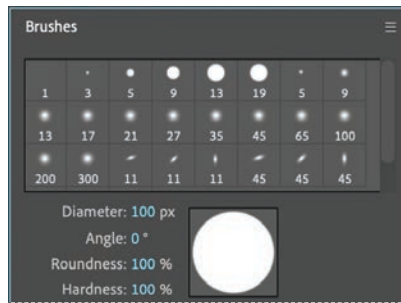 Brushes
1 3 5 9 13 19 5 9
13 17 21 27 35 45 65 100
200 300 11 11 11 45 45 45
Diameter: 100 px
Angle: 0 °
Roundness: 100 %
Hardness: 100 %